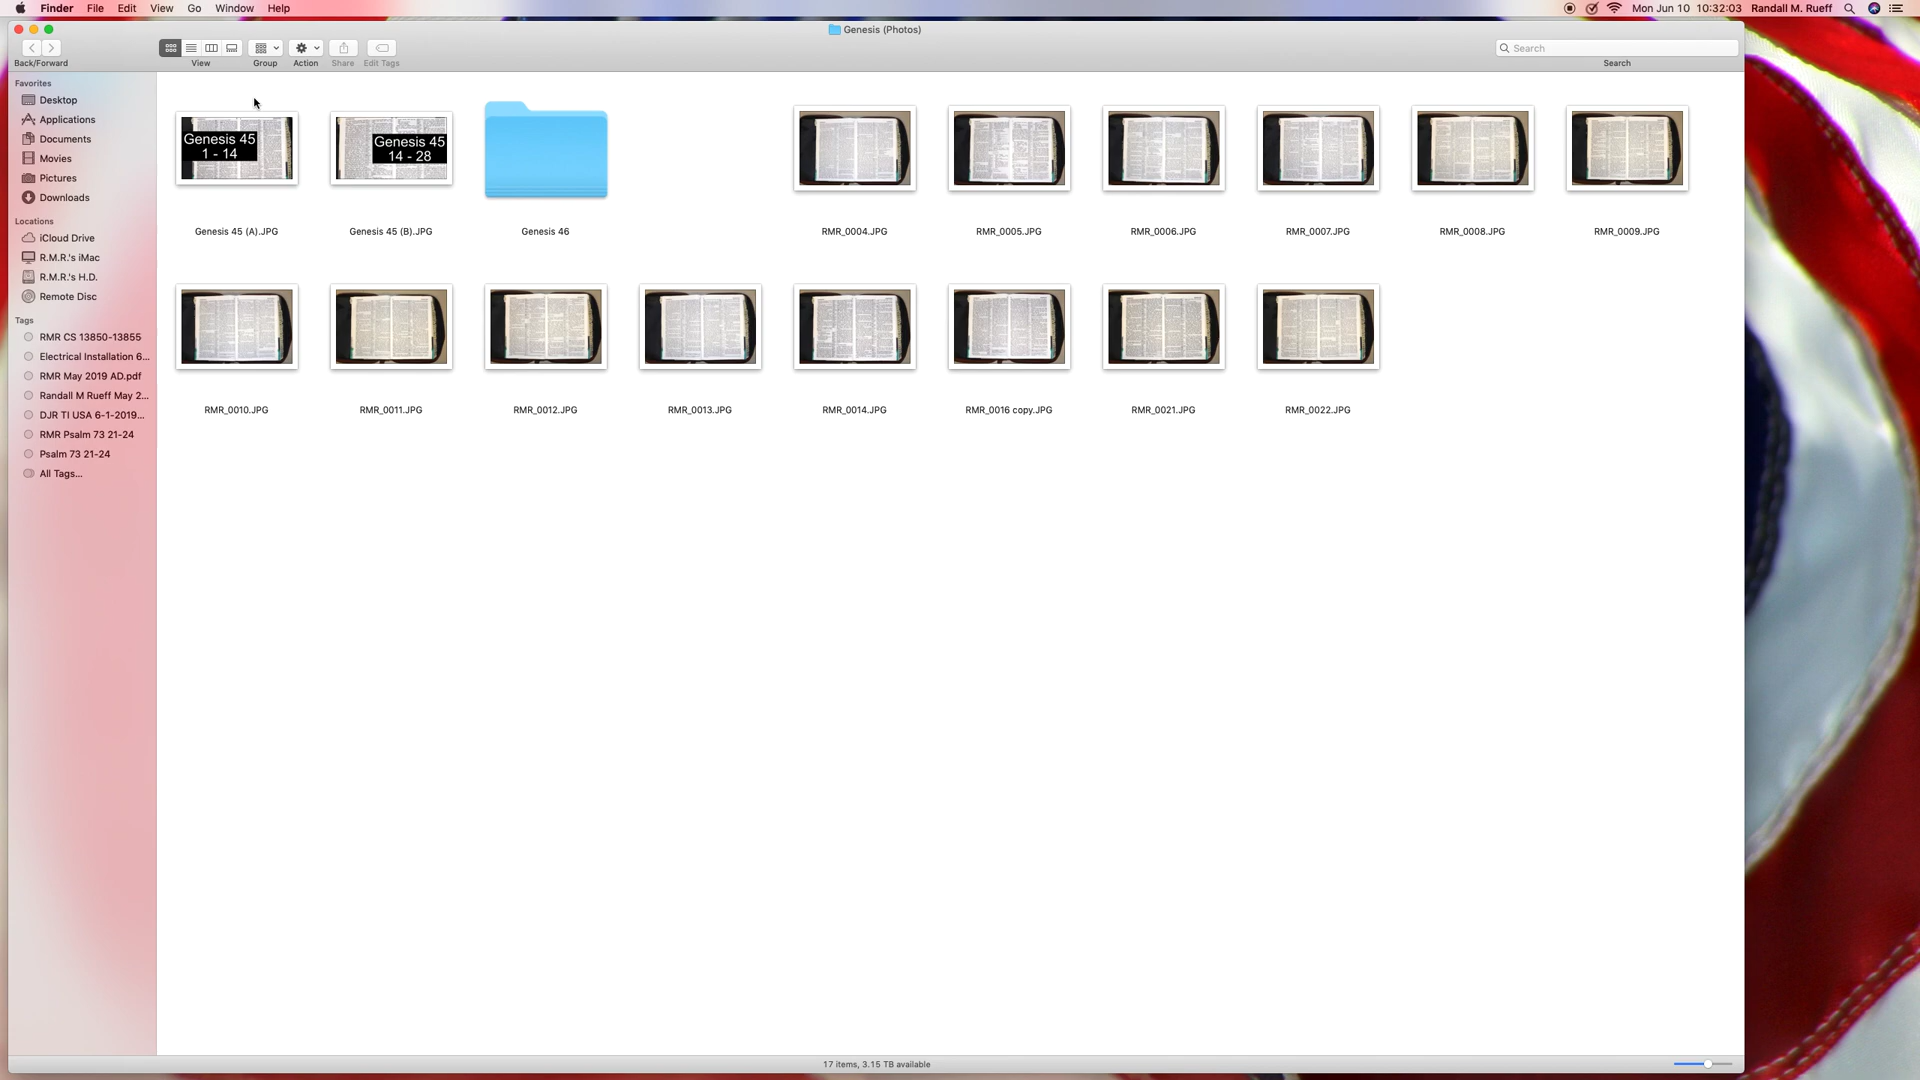 Finder File Edit View Go Window Help Mon Jun 10 10:32:03 Randall M. Rueff
Genesis (Photos)
Search
Back/Forward View Group Action Share Edit Tags Search
Favorites
Desktop
Applications
Documents
Movies
Pictures
Downloads
Locations
iCloud Drive
R.M.R.'s iMac
R.M.R.'s H.D.
Remote Disc
Tags
RMR CS 13850-13855
Electrical Installation 6...
RMR May 2019 AD.pdf
Randall M Rueff May 2...
DJR TI USA 6-1-2019...
RMR Psalm 73 21-24
Psalm 73 21-24
All Tags...
Genesis 45
1 - 14
Genesis 45
14 - 28
Genesis 45 (A).JPG Genesis 45 (B).JPG Genesis 46 RMR_0004.JPG RMR_0005.JPG RMR_0006.JPG RMR_0007.JPG RMR_0008.JPG RMR_0009.JPG
RMR_0010.JPG RMR_0011.JPG RMR_0012.JPG RMR_0013.JPG RMR_0014.JPG RMR_0016 copy.JPG RMR_0021.JPG RMR_0022.JPG
17 items, 3.15 TB available